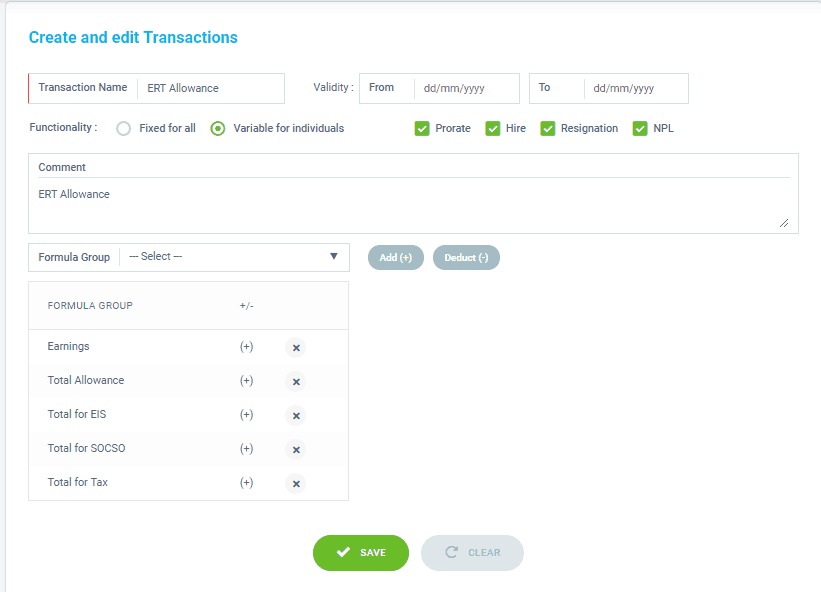 Create and edit Transactions
Transaction Name ERT Allowance Validity : From dd/mm/yyyy To dd/mm/yyyy
Functionality : Fixed for all Variable for individuals Prorate Hire Resignation NPL
Comment
ERT Allowance
Formula Group --- Select --- Add (+) Deduct (-)
FORMULA GROUP +/-
Earnings (+) ×
Total Allowance (+) ×
Total for EIS (+) ×
Total for SOCSO (+) ×
Total for Tax (+) ×
SAVE CLEAR